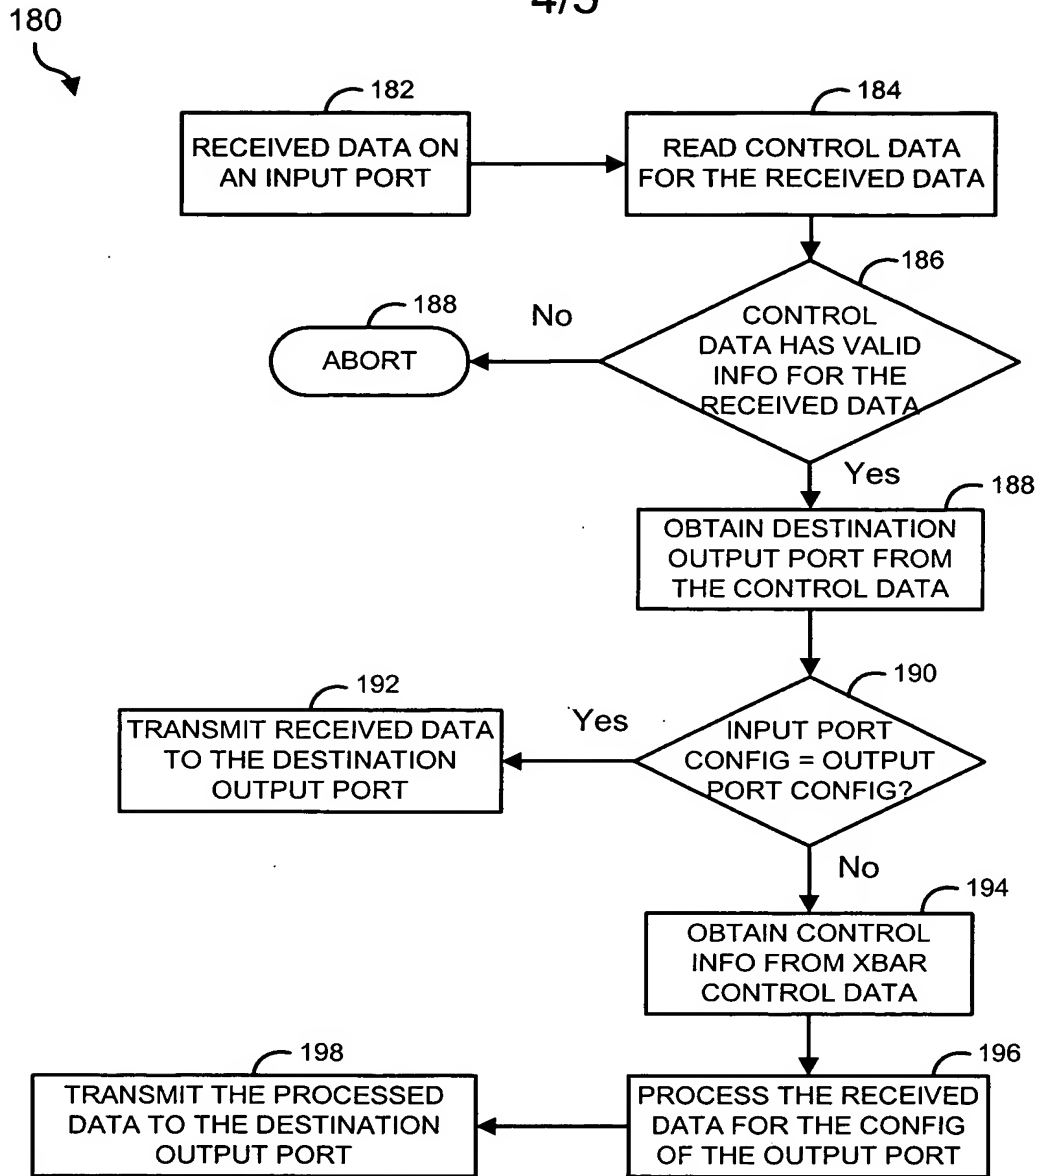 4/5
180
182
RECEIVED DATA ON
AN INPUT PORT
184
READ CONTROL DATA
FOR THE RECEIVED DATA
186
CONTROL
DATA HAS VALID
INFO FOR THE
RECEIVED DATA
No
188
ABORT
Yes
188
OBTAIN DESTINATION
OUTPUT PORT FROM
THE CONTROL DATA
190
INPUT PORT
CONFIG = OUTPUT
PORT CONFIG?
Yes
192
TRANSMIT RECEIVED DATA
TO THE DESTINATION
OUTPUT PORT
No
194
OBTAIN CONTROL
INFO FROM XBAR
CONTROL DATA
196
PROCESS THE RECEIVED
DATA FOR THE CONFIG
OF THE OUTPUT PORT
198
TRANSMIT THE PROCESSED
DATA TO THE DESTINATION
OUTPUT PORT